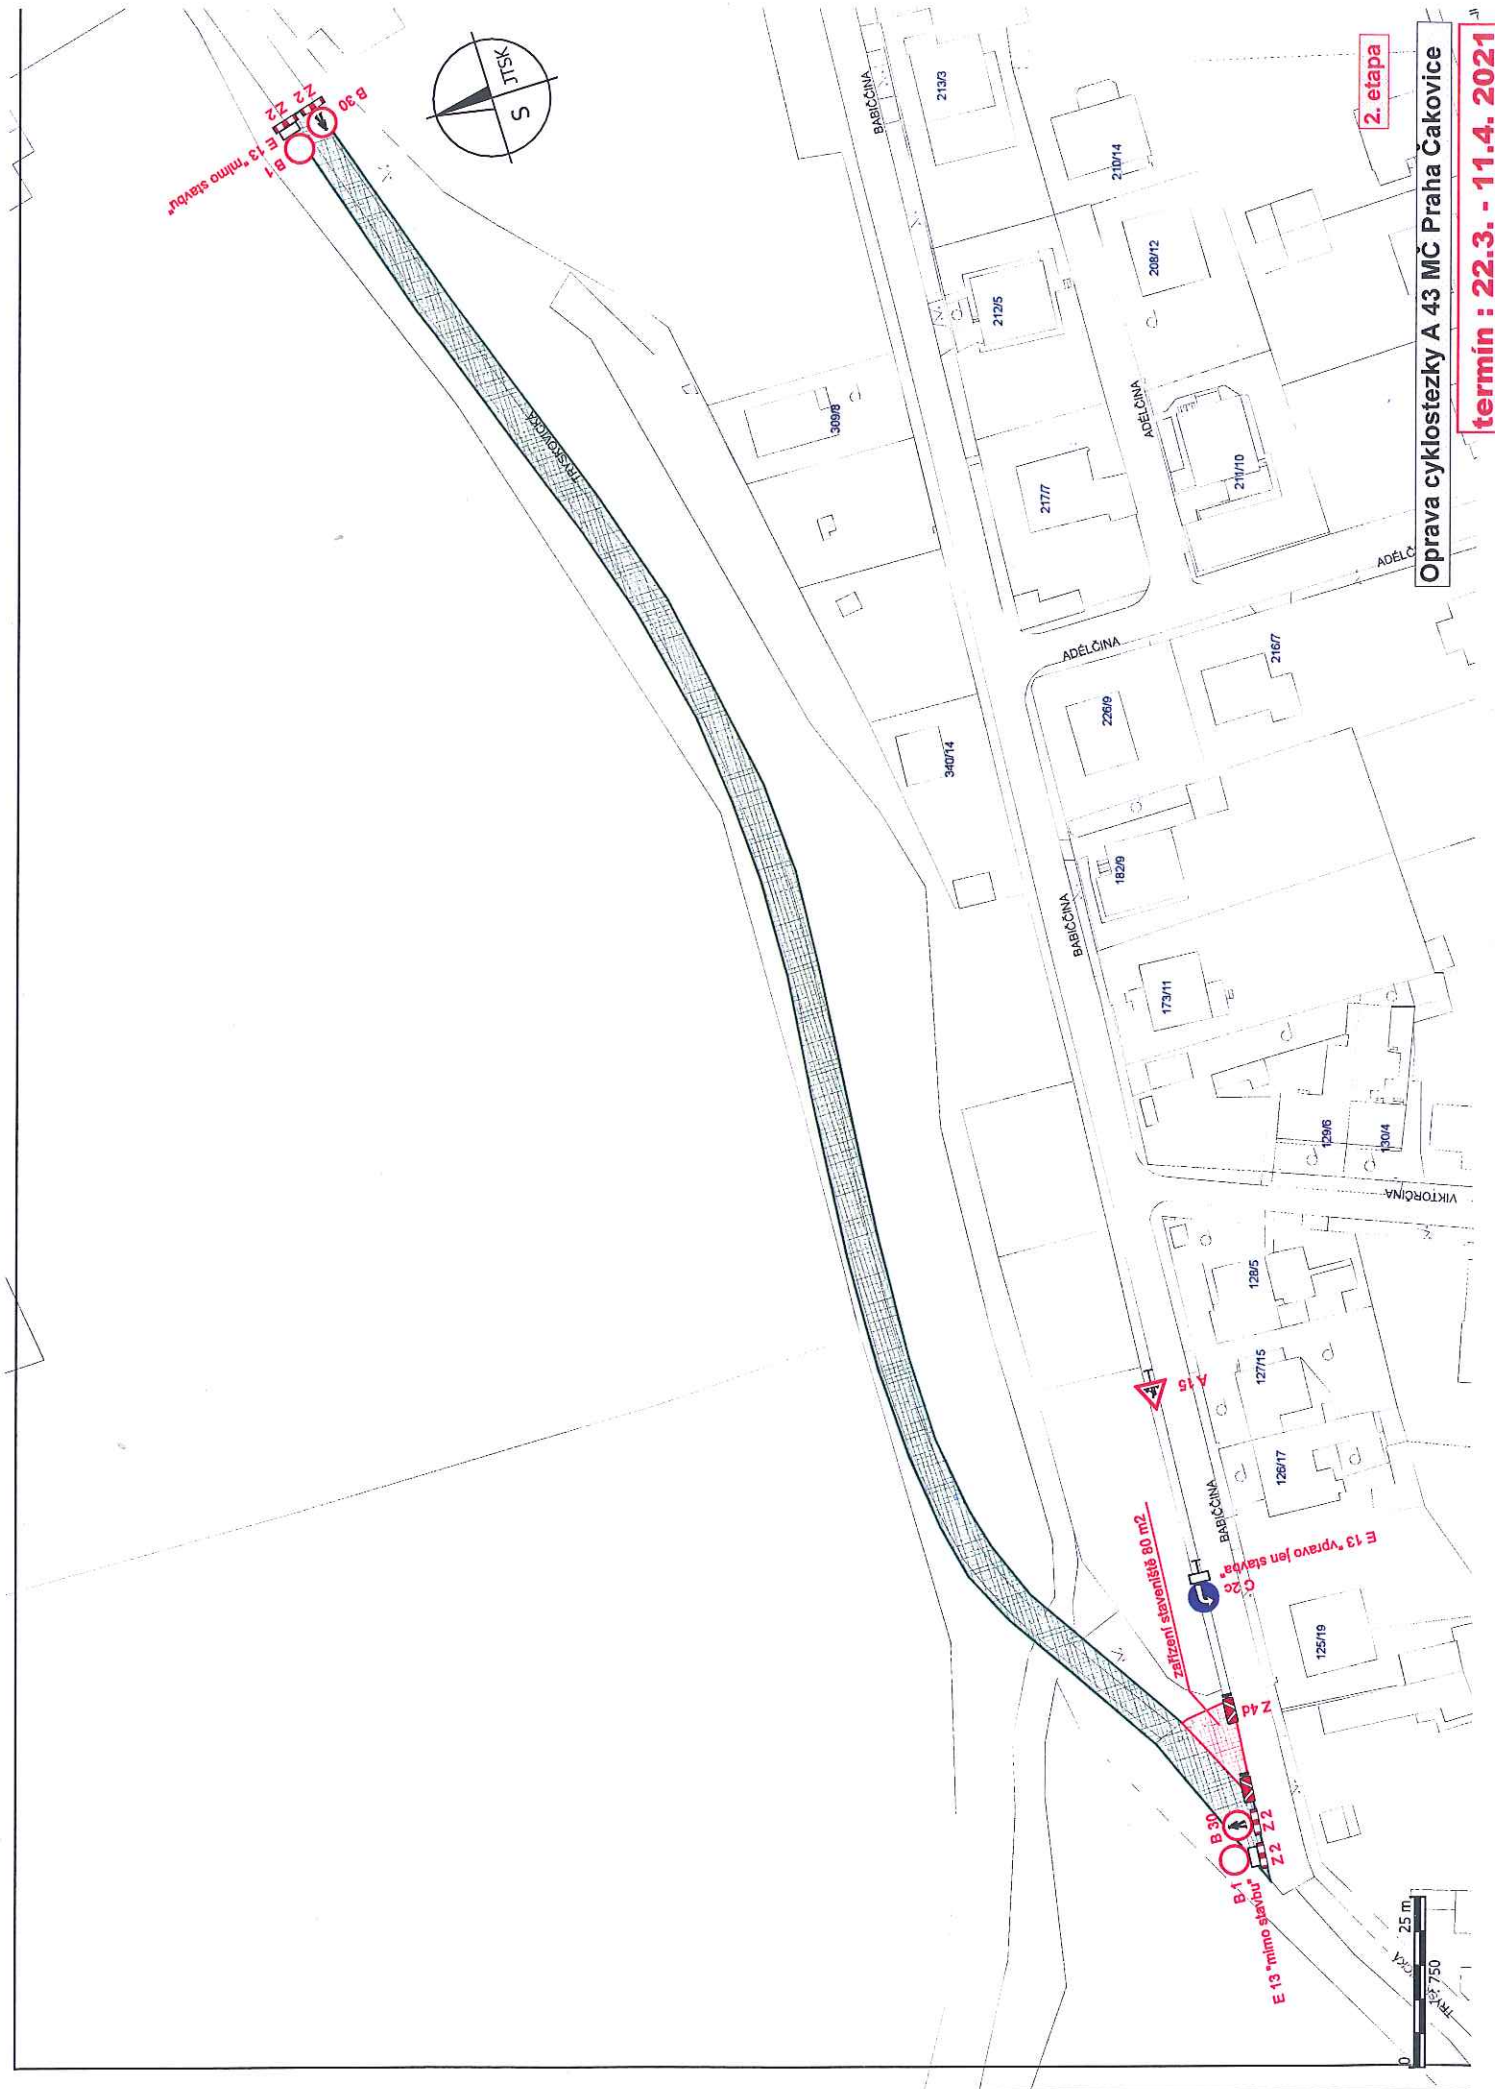 2. etapa
Oprava cyklostezky A 43 MČ Praha Čakovice
termín : 22.3. - 11.4. 2021
S JTSK
B 1
E 13 "mimo stavbu"
Z 2
Z 2
B 30
TRYSKOVICKÁ
BABIČČINA
213/3
210/14
212/5
208/12
309/8
217/7
ADÉLČINA
211/10
ADÉLČ
ADÉLČINA
340/14
226/9
216/7
BABIČČINA
182/9
173/11
129/6
130/4
VIKTORČINA
128/5
127/15
A 15
126/17
BABIČČINA
C 2c
E 13 "vpravo jen stavba"
125/19
zařízení staveniště 80 m2
Z 4d
B 30
Z 2
B 1
Z 2
E 13 "mimo stavbu"
0 25 m
1 : 750